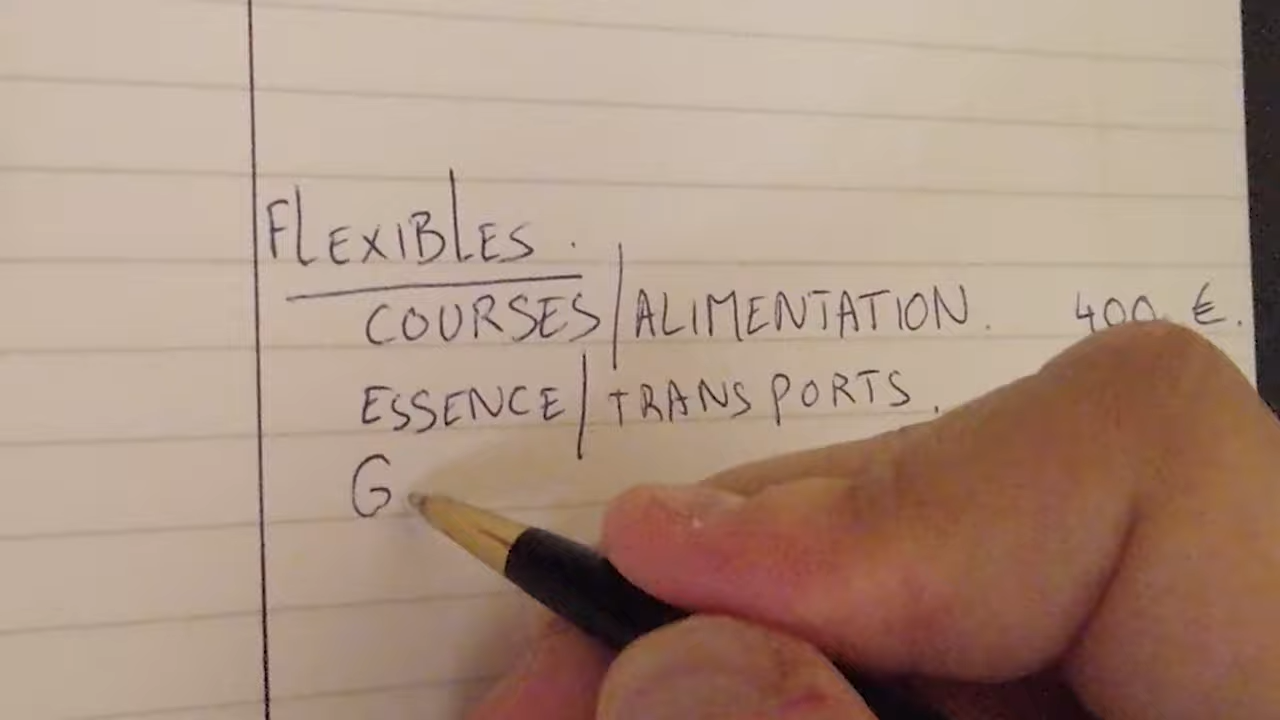 FLEXIBLES.
COURSES/ALIMENTATION. 400 €.
ESSENCE/TRANSPORTS.
G